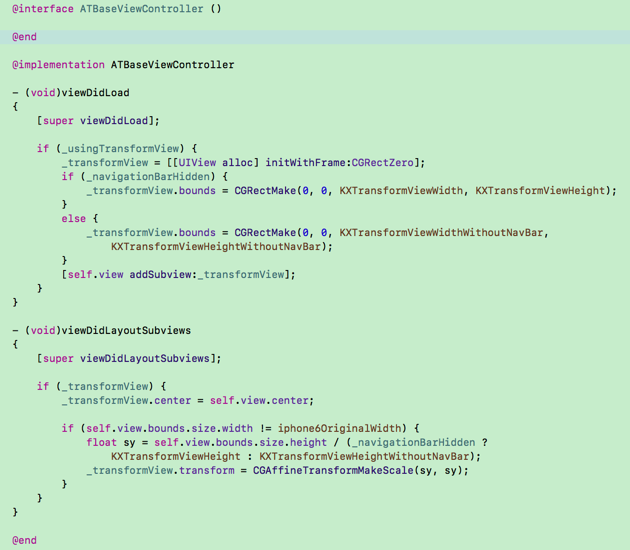 @interface ATBaseViewController ()
@end
@implementation ATBaseViewController
- (void)viewDidLoad
{
[super viewDidLoad];
if (_usingTransformView) {
_transformView = [[UIView alloc] initWithFrame:CGRectZero];
if (_navigationBarHidden) {
_transformView.bounds = CGRectMake(0, 0, KXTransformViewWidth, KXTransformViewHeight);
}
else {
_transformView.bounds = CGRectMake(0, 0, KXTransformViewWidthWithoutNavBar,
KXTransformViewHeightWithoutNavBar);
}
[self.view addSubview:_transformView];
}
}
- (void)viewDidLayoutSubviews
{
[super viewDidLayoutSubviews];
if (_transformView) {
_transformView.center = self.view.center;
if (self.view.bounds.size.width != iphone6OriginalWidth) {
float sy = self.view.bounds.size.height / (_navigationBarHidden ?
KXTransformViewHeight : KXTransformViewHeightWithoutNavBar);
_transformView.transform = CGAffineTransformMakeScale(sy, sy);
}
}
}
@end